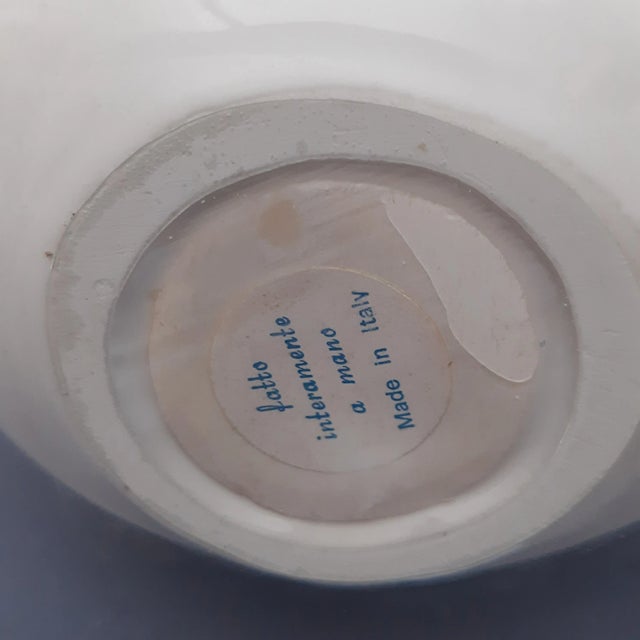 fatto
interamente
a mano
Made in Italy